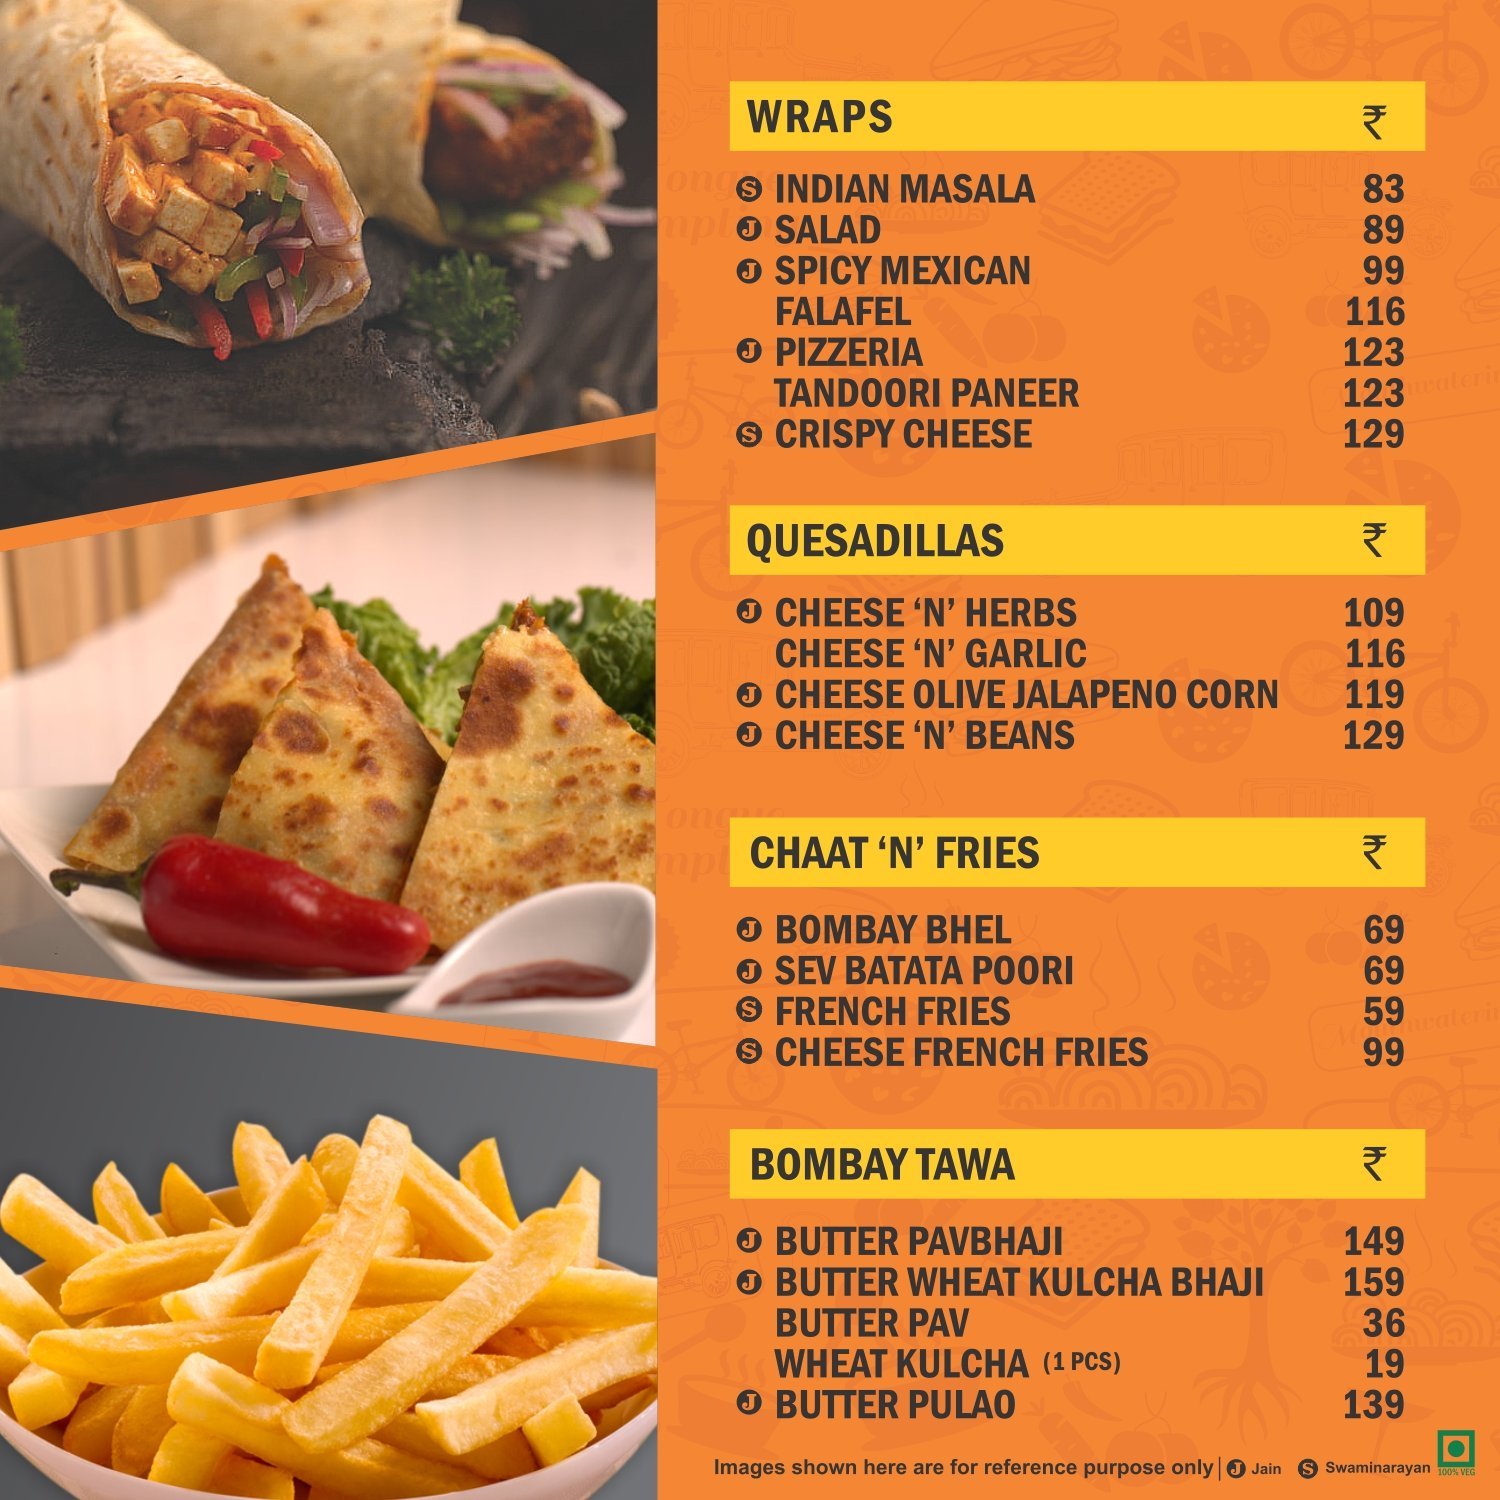 WRAPS ₹
Ⓢ INDIAN MASALA 83
Ⓙ SALAD 89
Ⓙ SPICY MEXICAN 99
FALAFEL 116
Ⓙ PIZZERIA 123
TANDOORI PANEER 123
Ⓢ CRISPY CHEESE 129
QUESADILLAS ₹
Ⓙ CHEESE ‘N’ HERBS 109
CHEESE ‘N’ GARLIC 116
Ⓙ CHEESE OLIVE JALAPENO CORN 119
Ⓙ CHEESE ‘N’ BEANS 129
CHAAT ‘N’ FRIES ₹
Ⓙ BOMBAY BHEL 69
Ⓙ SEV BATATA POORI 69
Ⓢ FRENCH FRIES 59
Ⓢ CHEESE FRENCH FRIES 99
BOMBAY TAWA ₹
Ⓙ BUTTER PAVBHAJI 149
Ⓙ BUTTER WHEAT KULCHA BHAJI 159
BUTTER PAV 36
WHEAT KULCHA (1 PCS) 19
Ⓙ BUTTER PULAO 139
Images shown here are for reference purpose only | Ⓙ Jain Ⓢ Swaminarayan
100% VEG